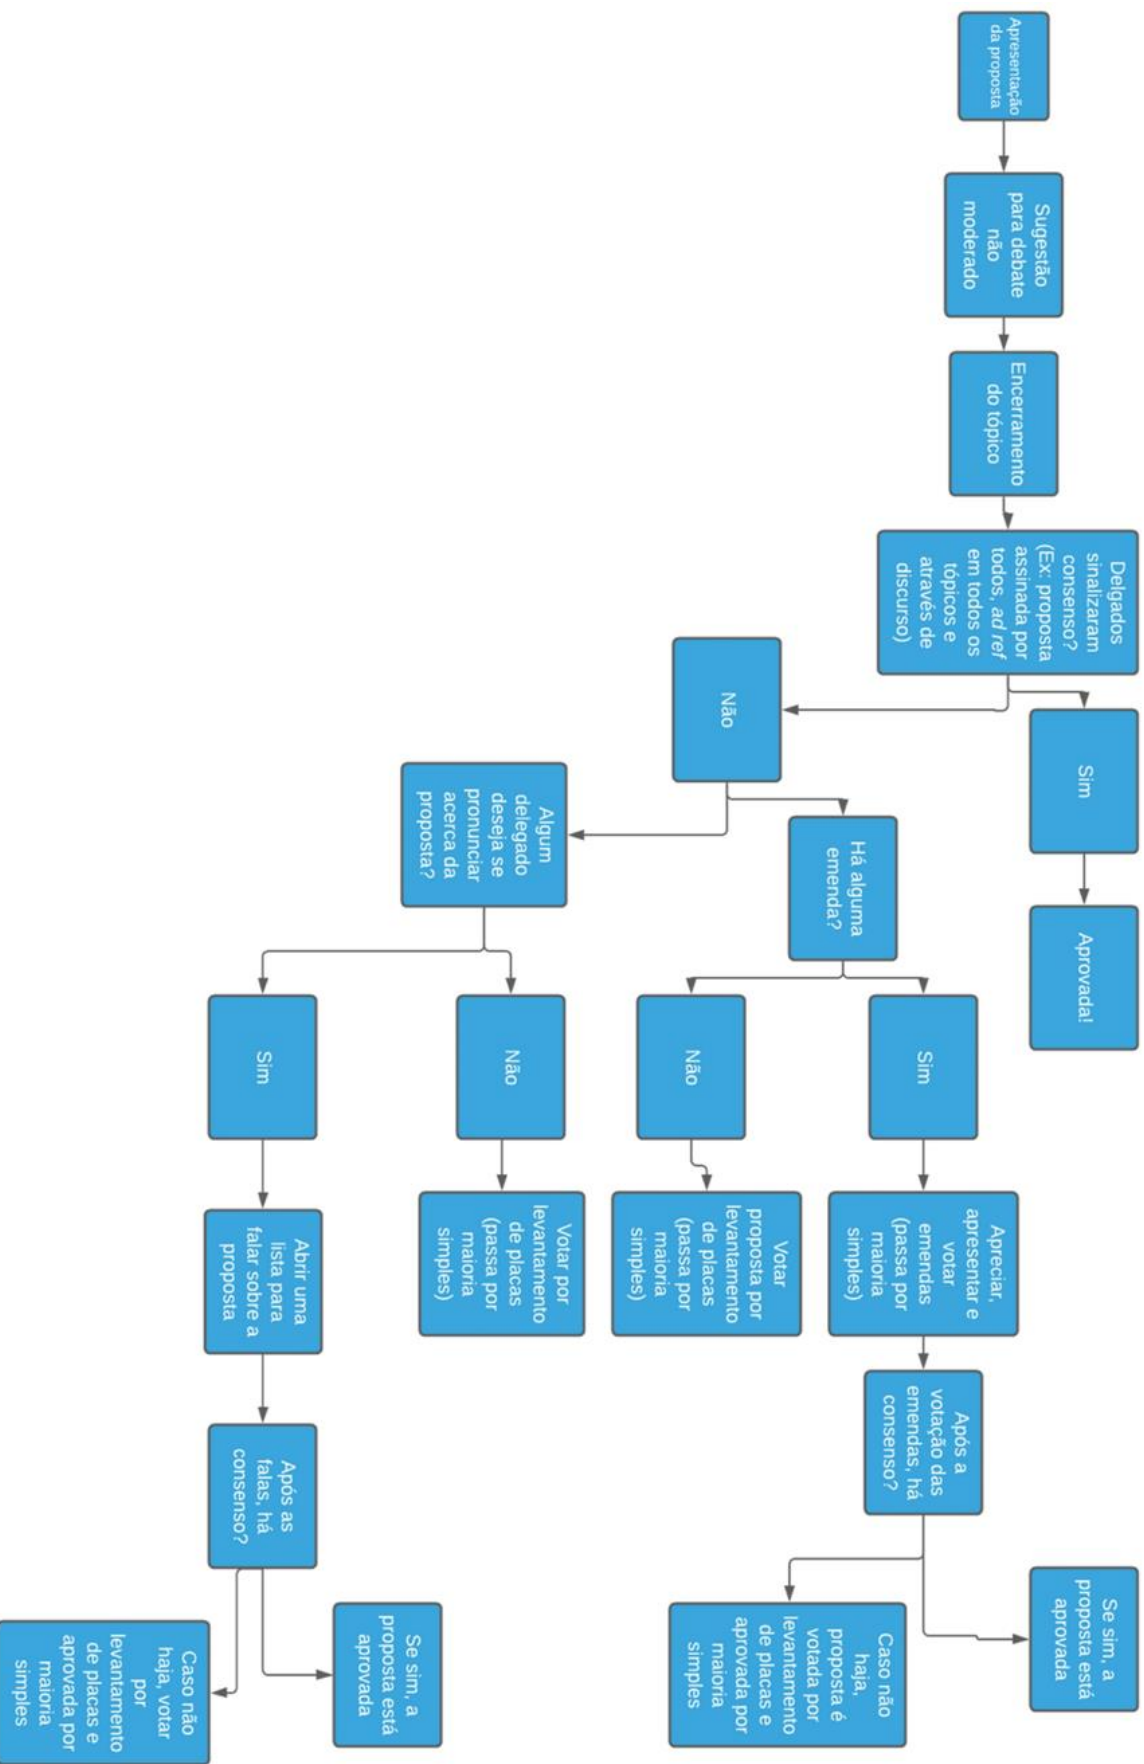 Apresentação
da proposta
Sugestão
para debate
não
moderado
Encerramento
do tópico
Delgados
sinalizaram
consenso?
(Ex: proposta
assinada por
todos, ad ref
em todos os
tópicos e
através de
discurso)
Sim
Aprovada!
Não
Há alguma
emenda?
Sim
Apreciar,
apresentar e
votar
emendas
(passa por
maioria
simples)
Após a
votação das
emendas, há
consenso?
Se sim, a
proposta está
aprovada
Caso não
haja,
proposta é
votada por
levantamento
de placas e
aprovada por
maioria
simples
Não
Votar
proposta por
levantamento
de placas
(passa por
maioria
simples)
Algum
delegado
deseja se
pronunciar
acerca da
proposta?
Não
Votar por
levantamento
de placas
(passa por
maioria
simples)
Sim
Abrir uma
lista para
falar sobre a
proposta
Após as
falas, há
consenso?
Se sim, a
proposta está
aprovada
Caso não
haja, votar
por
levantamento
de placas e
aprovada por
maioria
simples